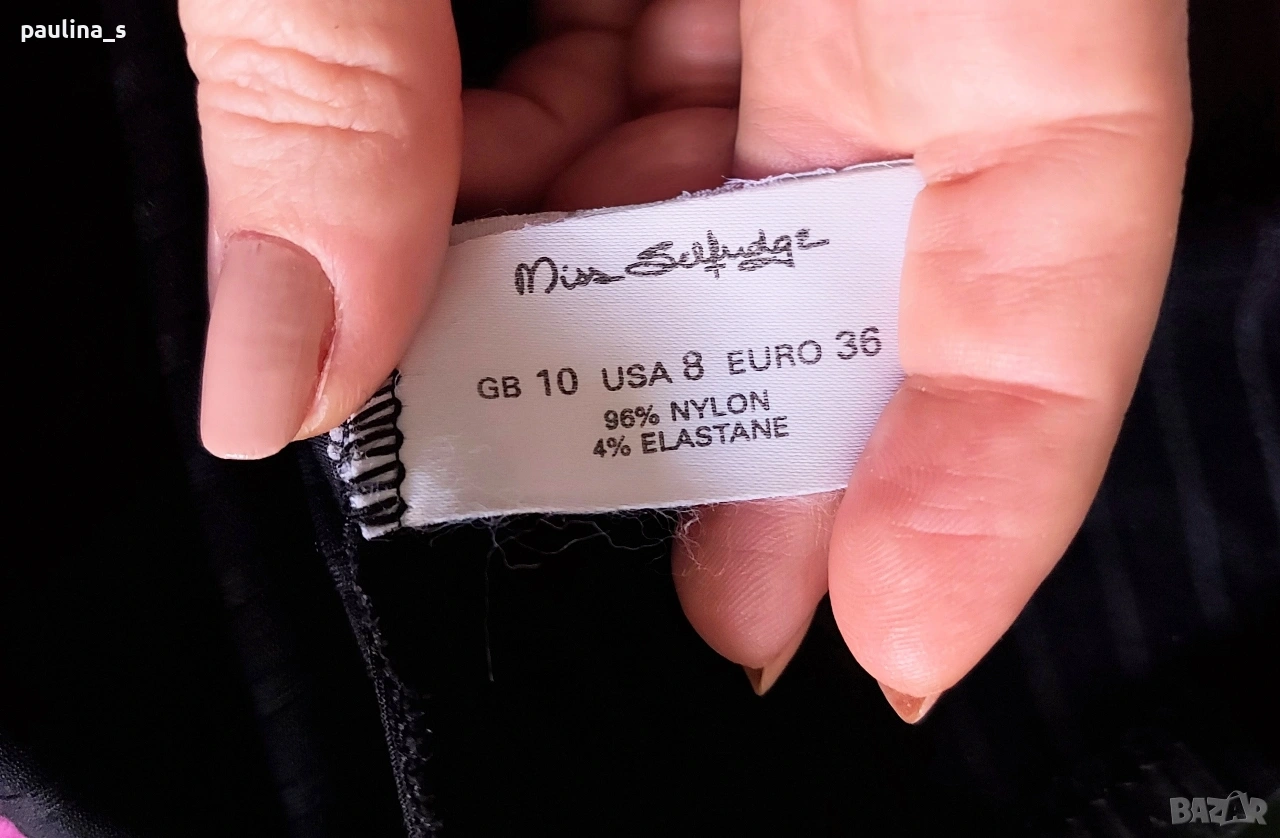 paulina_s
Miss Selfridge
GB 10 USA 8 EURO 36
96% NYLON
4% ELASTANE
BAZAR